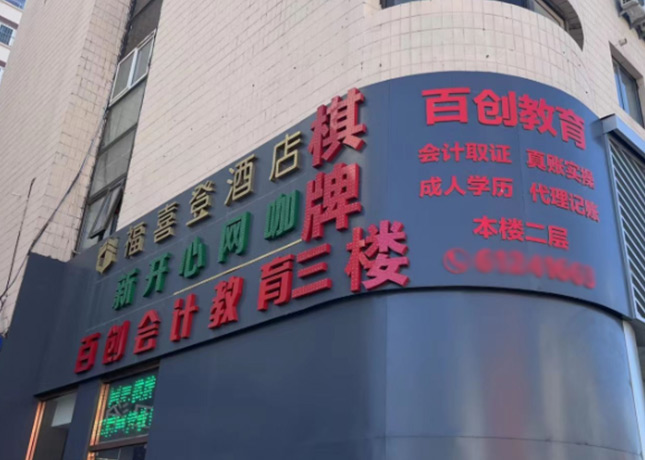 福喜登酒店
新开心网咖
百创会计教育
棋牌
三楼
百创教育
会计取证 真账实操
成人学历 代理记账
本楼二层